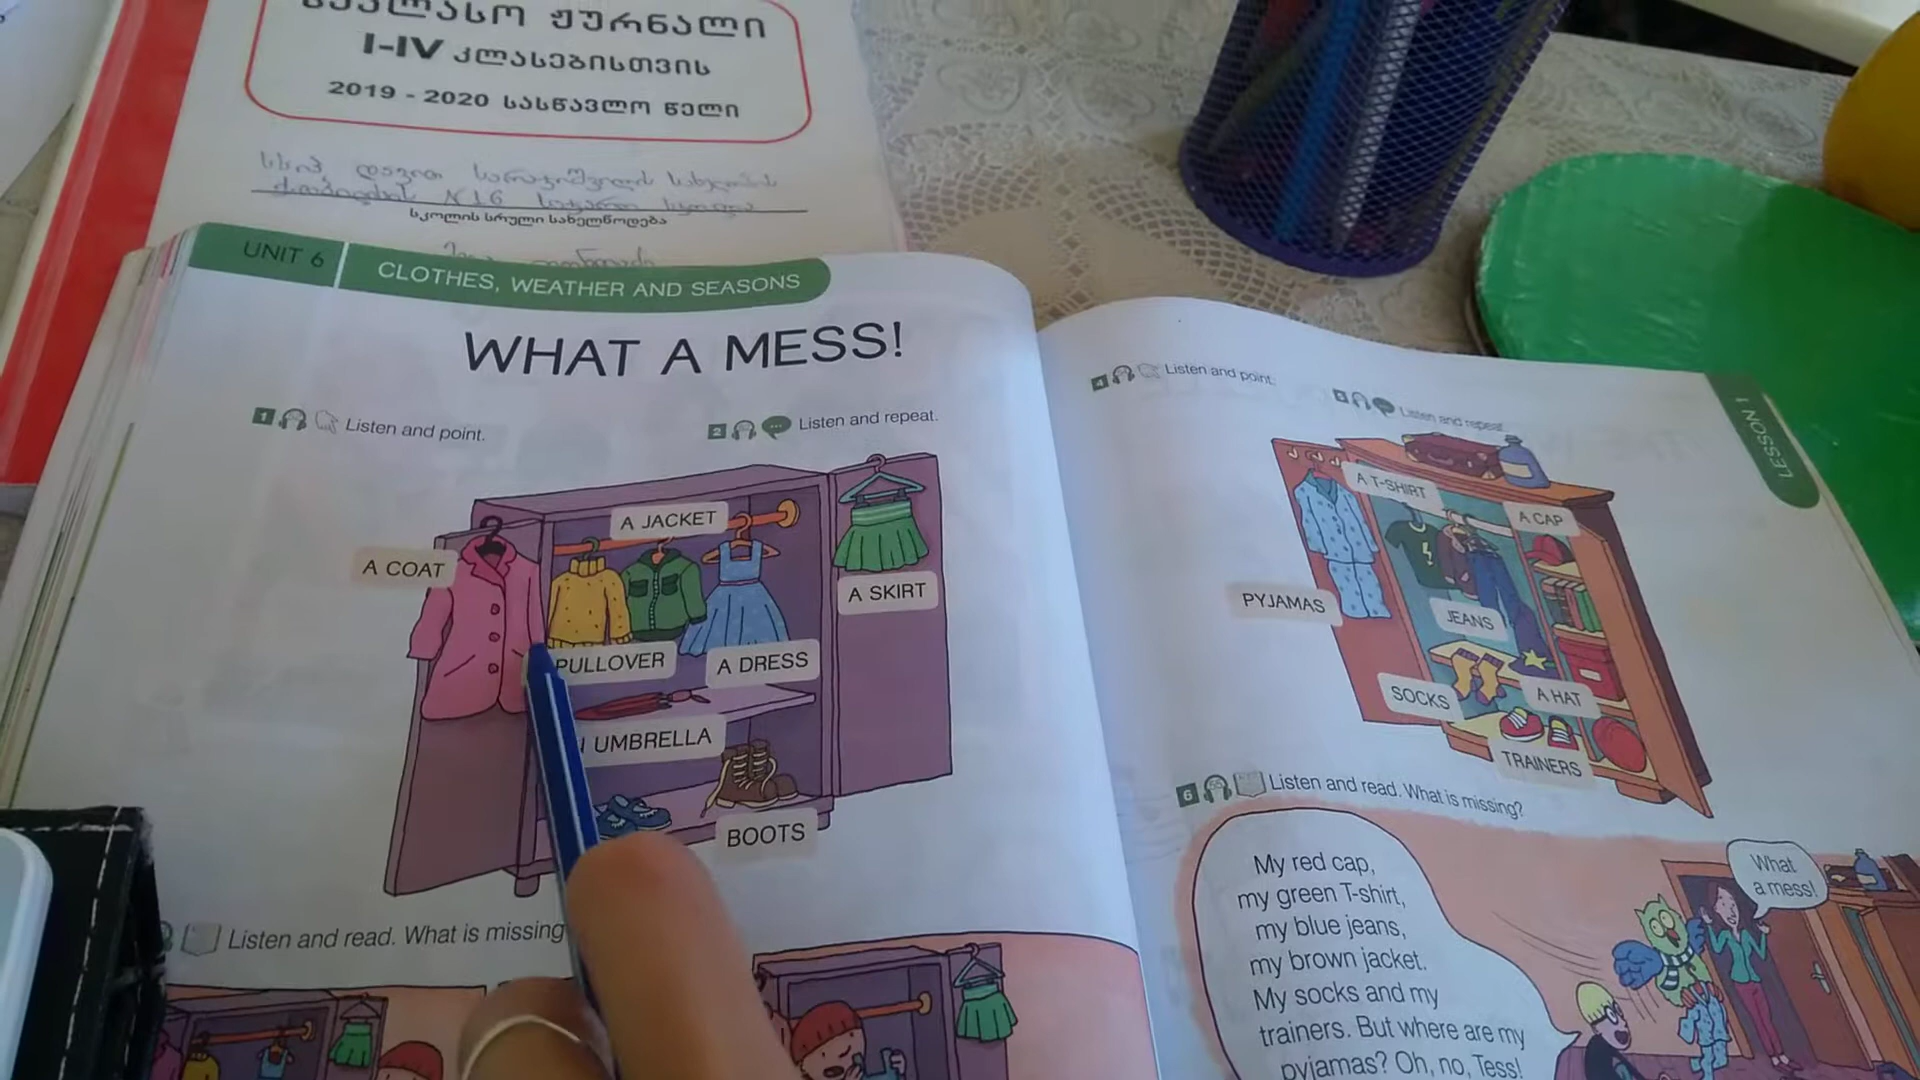 ჟურნალი
I-IV კლასებისთვის
2019 - 2020 სასწავლო წელი
N 16
სკოლის სრული სახელწოდება
UNIT 6
CLOTHES, WEATHER AND SEASONS
WHAT A MESS!
1 Listen and point.
2 Listen and repeat.
A JACKET
A COAT
A SKIRT
PULLOVER
A DRESS
UMBRELLA
BOOTS
Listen and read. What is missing
LESSON 1
4 Listen and point.
Listen and repeat.
A T-SHIRT
A CAP
PYJAMAS
JEANS
SOCKS
A HAT
TRAINERS
6 Listen and read. What is missing?
My red cap,
my green T-shirt,
my blue jeans,
my brown jacket.
My socks and my
trainers. But where are my
pyjamas? Oh, no, Tess!
What
a mess!